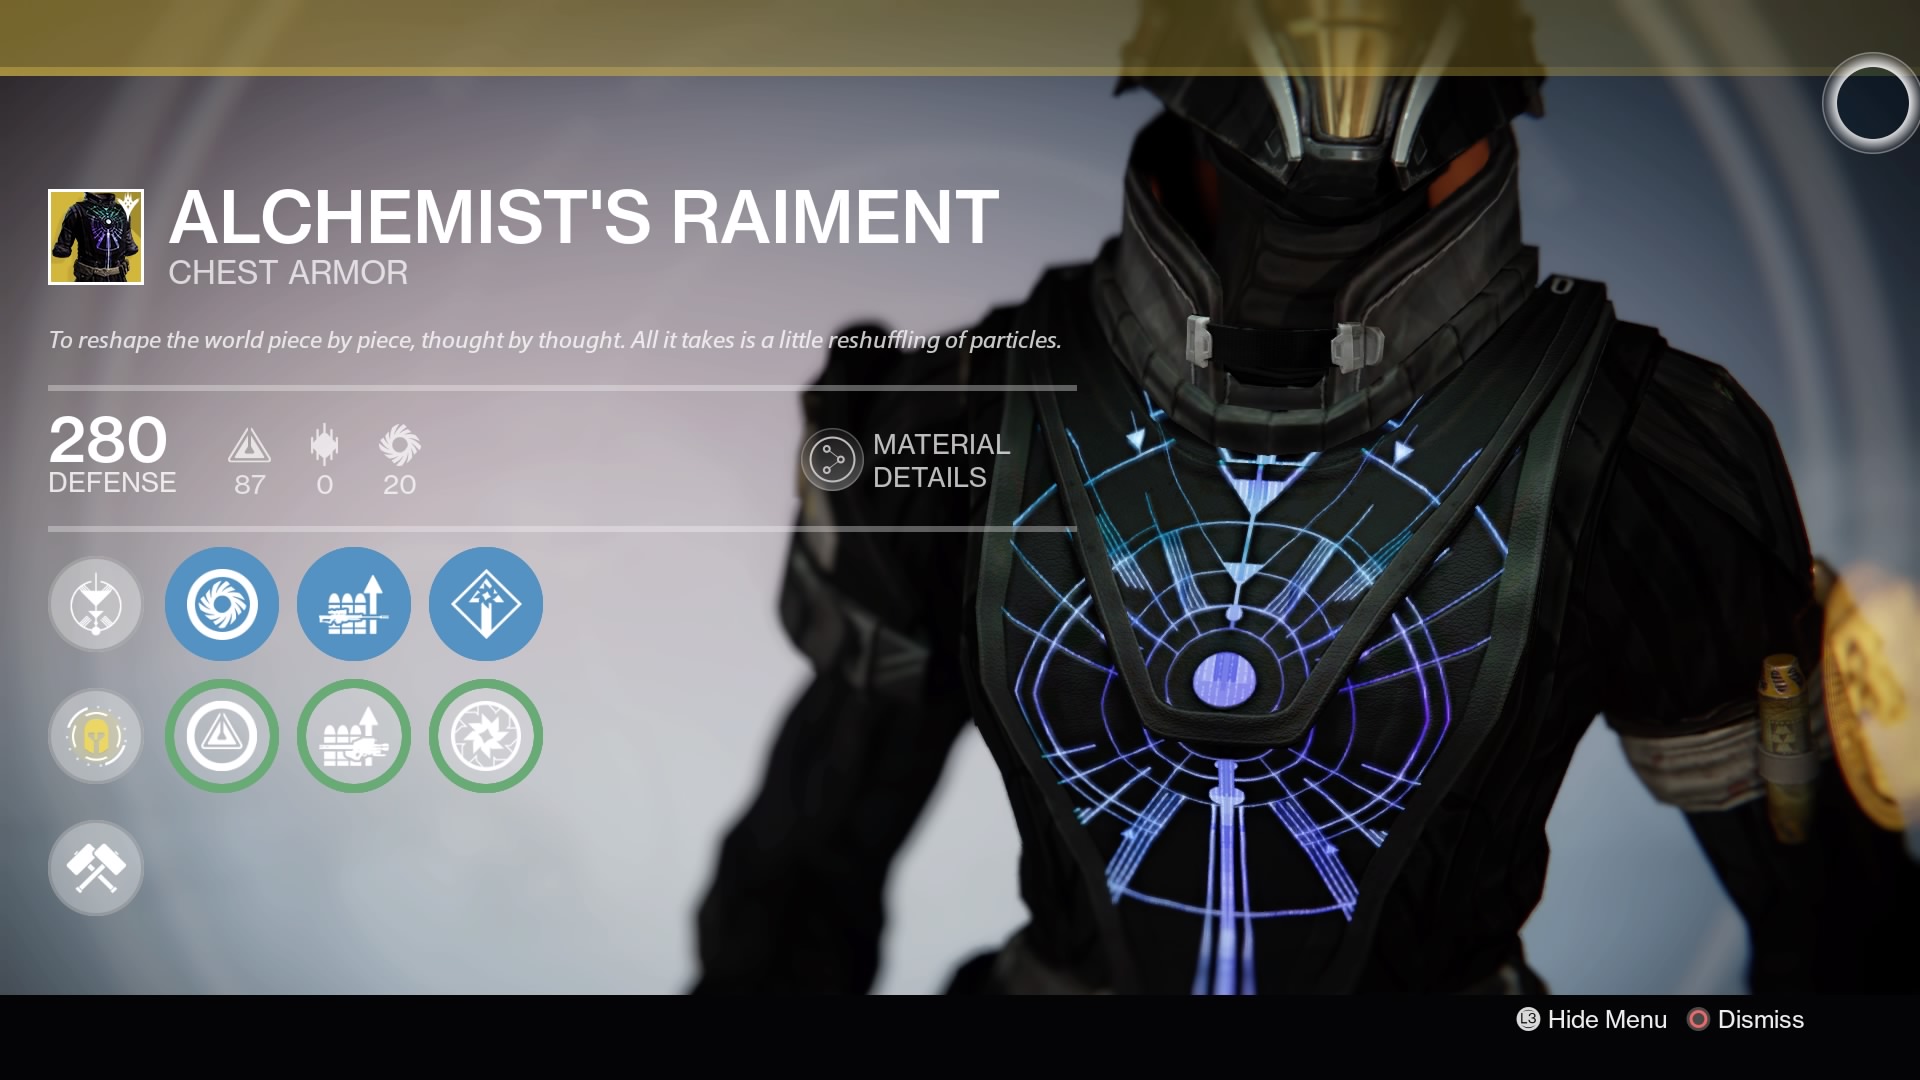 ALCHEMIST'S RAIMENT
CHEST ARMOR
To reshape the world piece by piece, thought by thought. All it takes is a little reshuffling of particles.
280
DEFENSE
87
0
20
MATERIAL
DETAILS
L3 Hide Menu
Dismiss